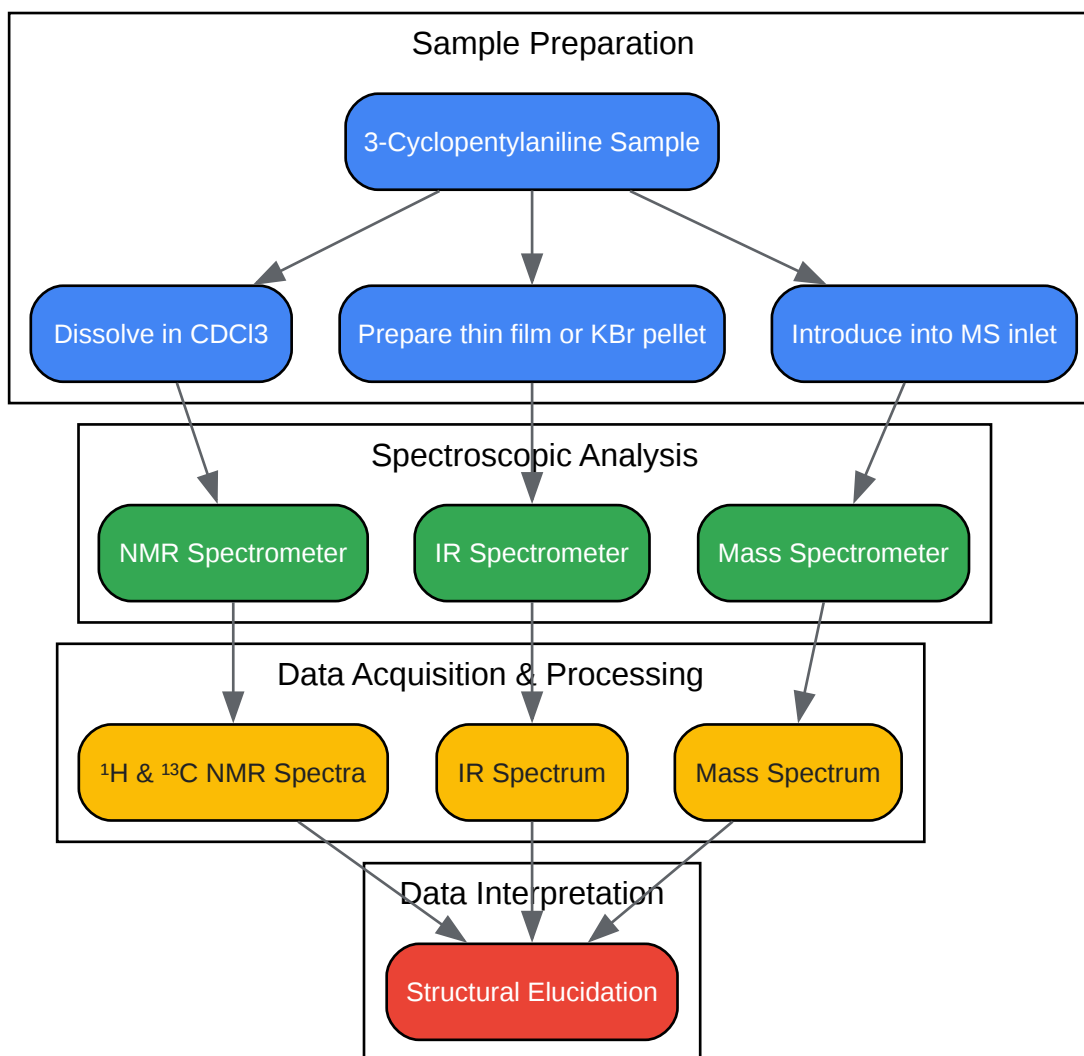 Sample Preparation
3-Cyclopentylaniline Sample
Dissolve in CDCl3
Prepare thin film or KBr pellet
Introduce into MS inlet
Spectroscopic Analysis
NMR Spectrometer
IR Spectrometer
Mass Spectrometer
Data Acquisition & Processing
¹H & ¹³C NMR Spectra
IR Spectrum
Mass Spectrum
Data Interpretation
Structural Elucidation